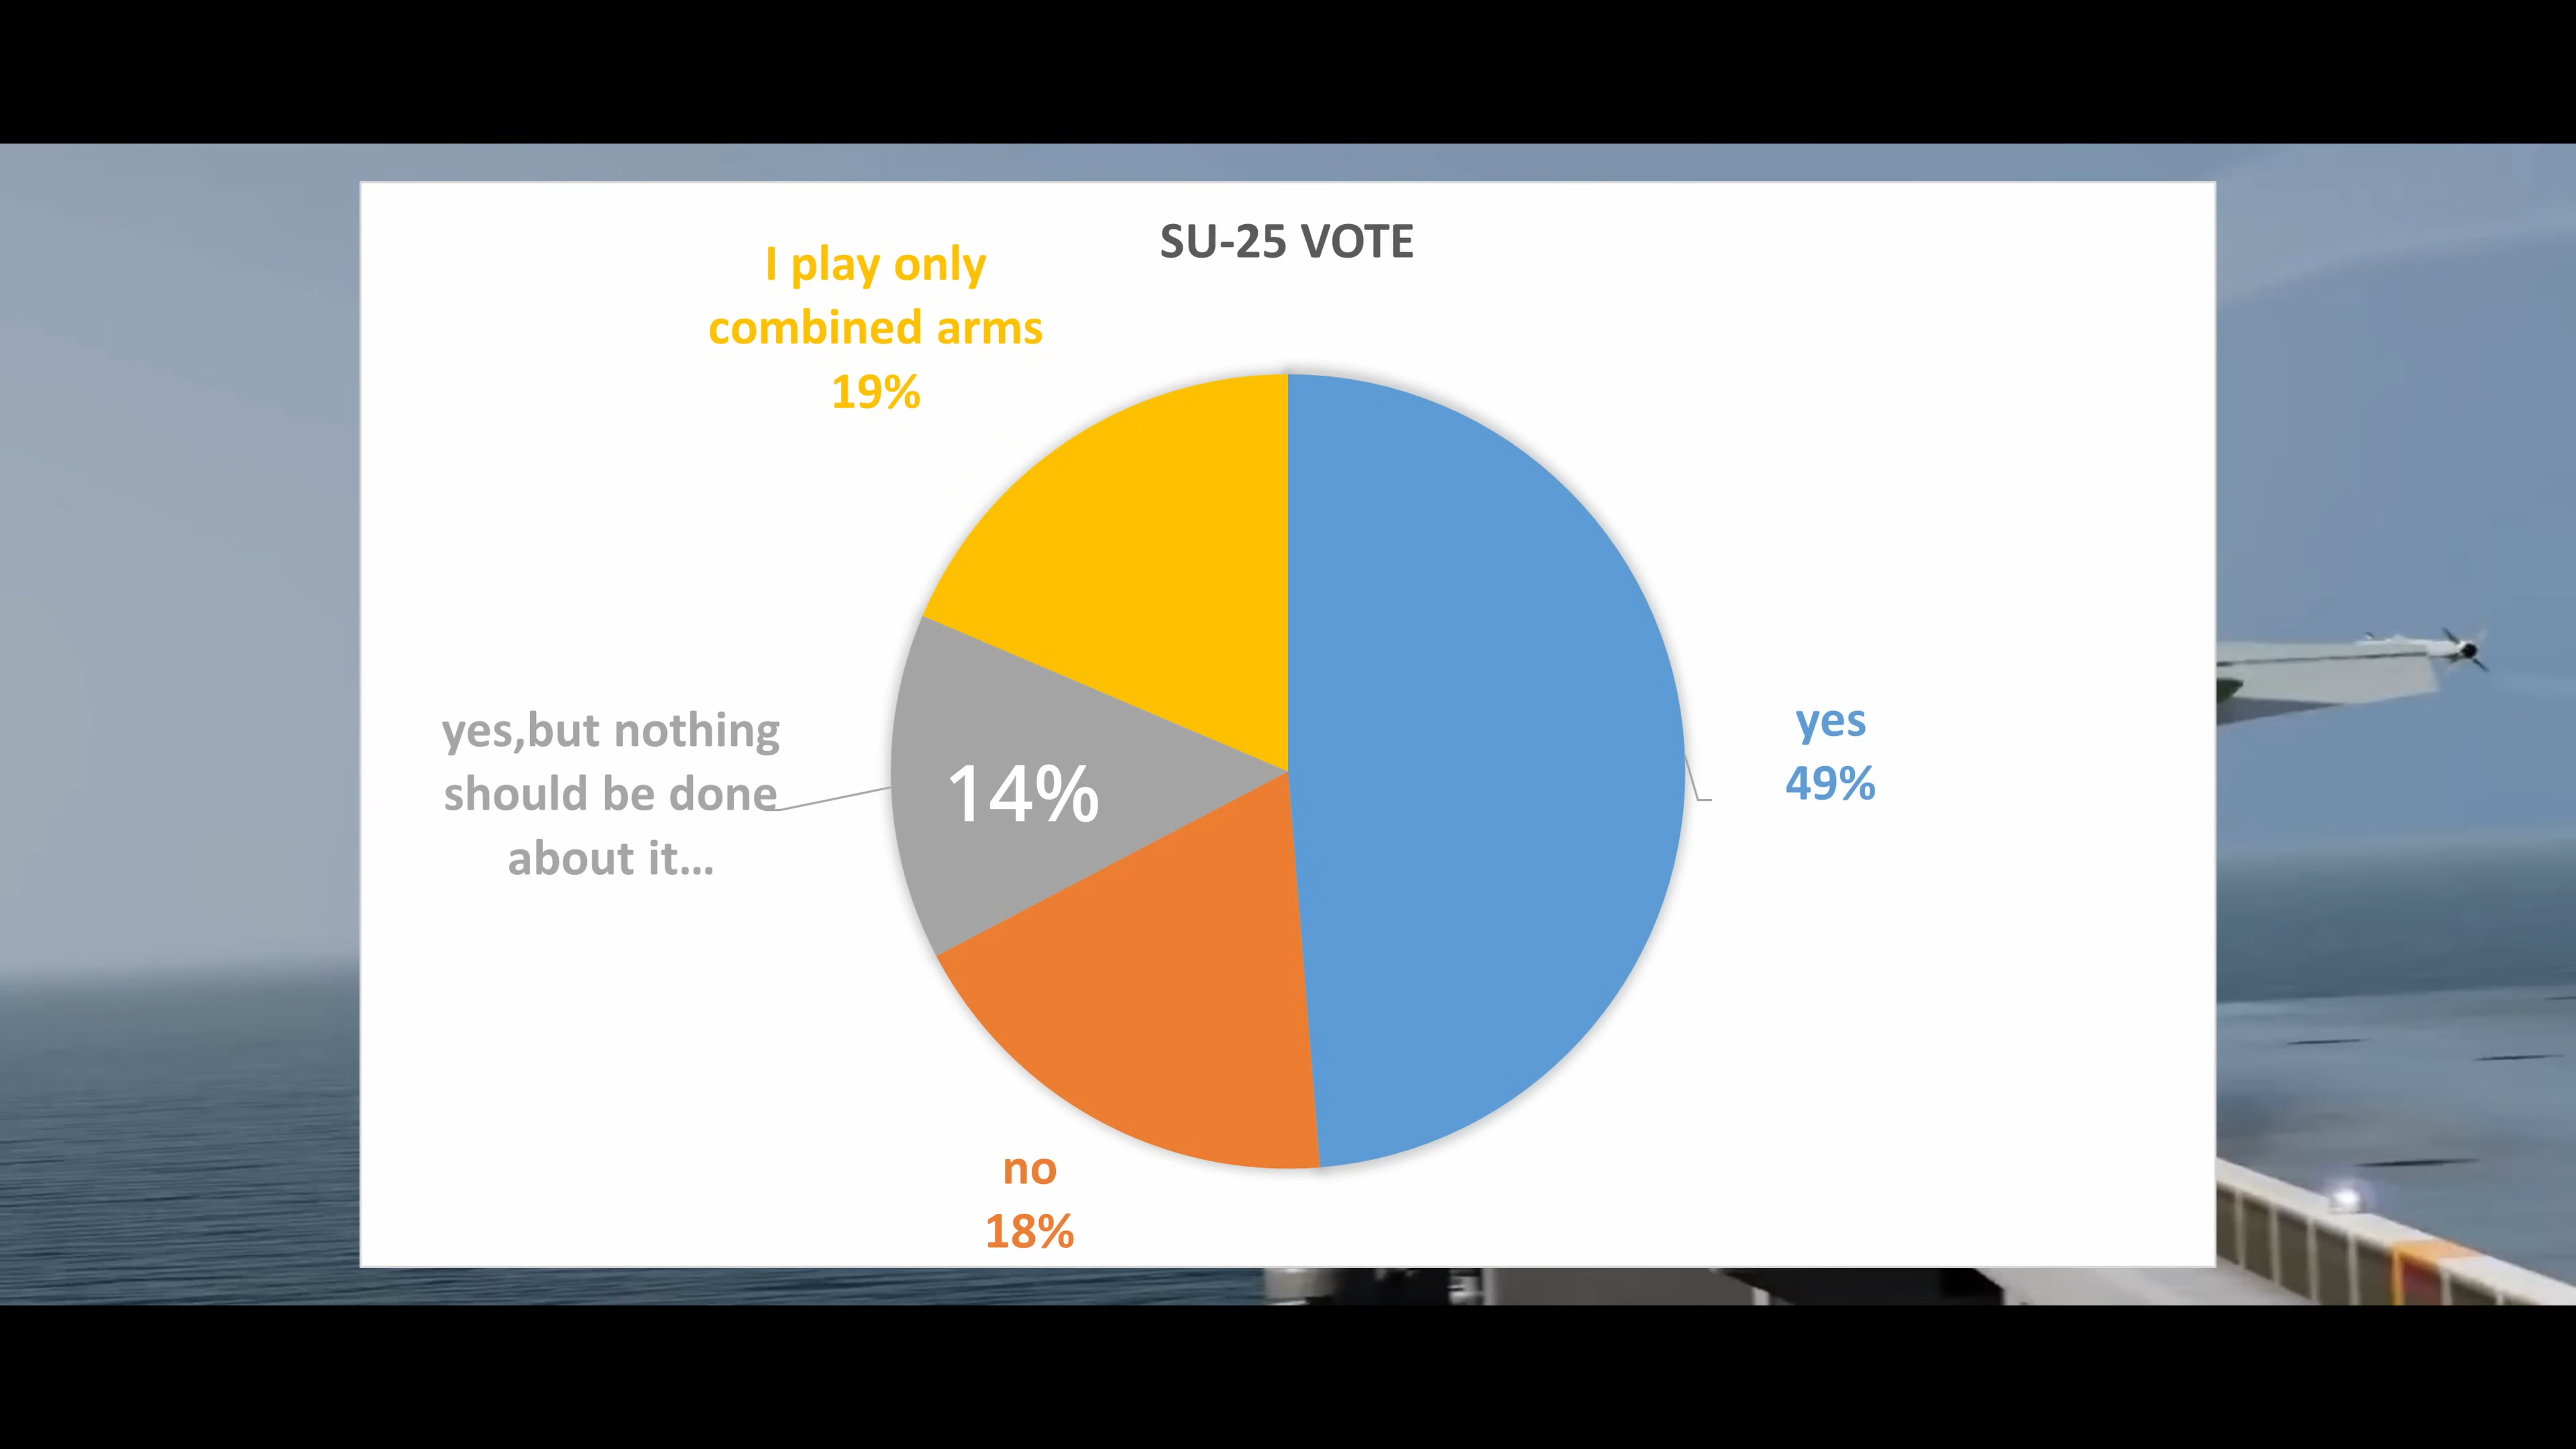 SU-25 VOTE
I play only
combined arms
19%
yes
49%
yes,but nothing
should be done
about it...
14%
no
18%